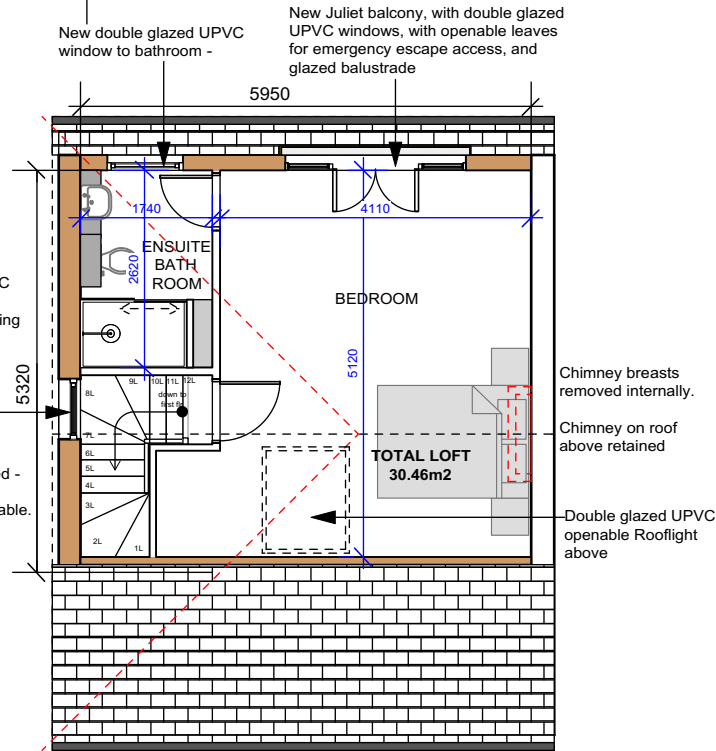 New double glazed UPVC
window to bathroom -
New Juliet balcony, with double glazed
UPVC windows, with openable leaves
for emergency escape access, and
glazed balustrade
5950
1740
4110
ENSUITE
BATH
ROOM
2620
BEDROOM
C
ing
5320
5120
9L
10L
11L
12L
8L
down to
first flr
7L
6L
5L
4L
3L
2L
1L
ed -
able.
TOTAL LOFT
30.46m2
Chimney breasts
removed internally.
Chimney on roof
above retained
Double glazed UPVC
openable Rooflight
above